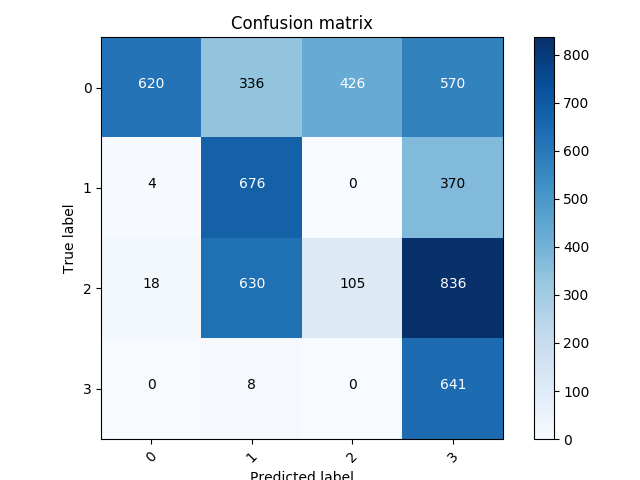 Confusion matrix
0 620 336 426 570
1 4 676 0 370
2 18 630 105 836
3 0 8 0 641
0 1 2 3
True label
Predicted label
800
700
600
500
400
300
200
100
0